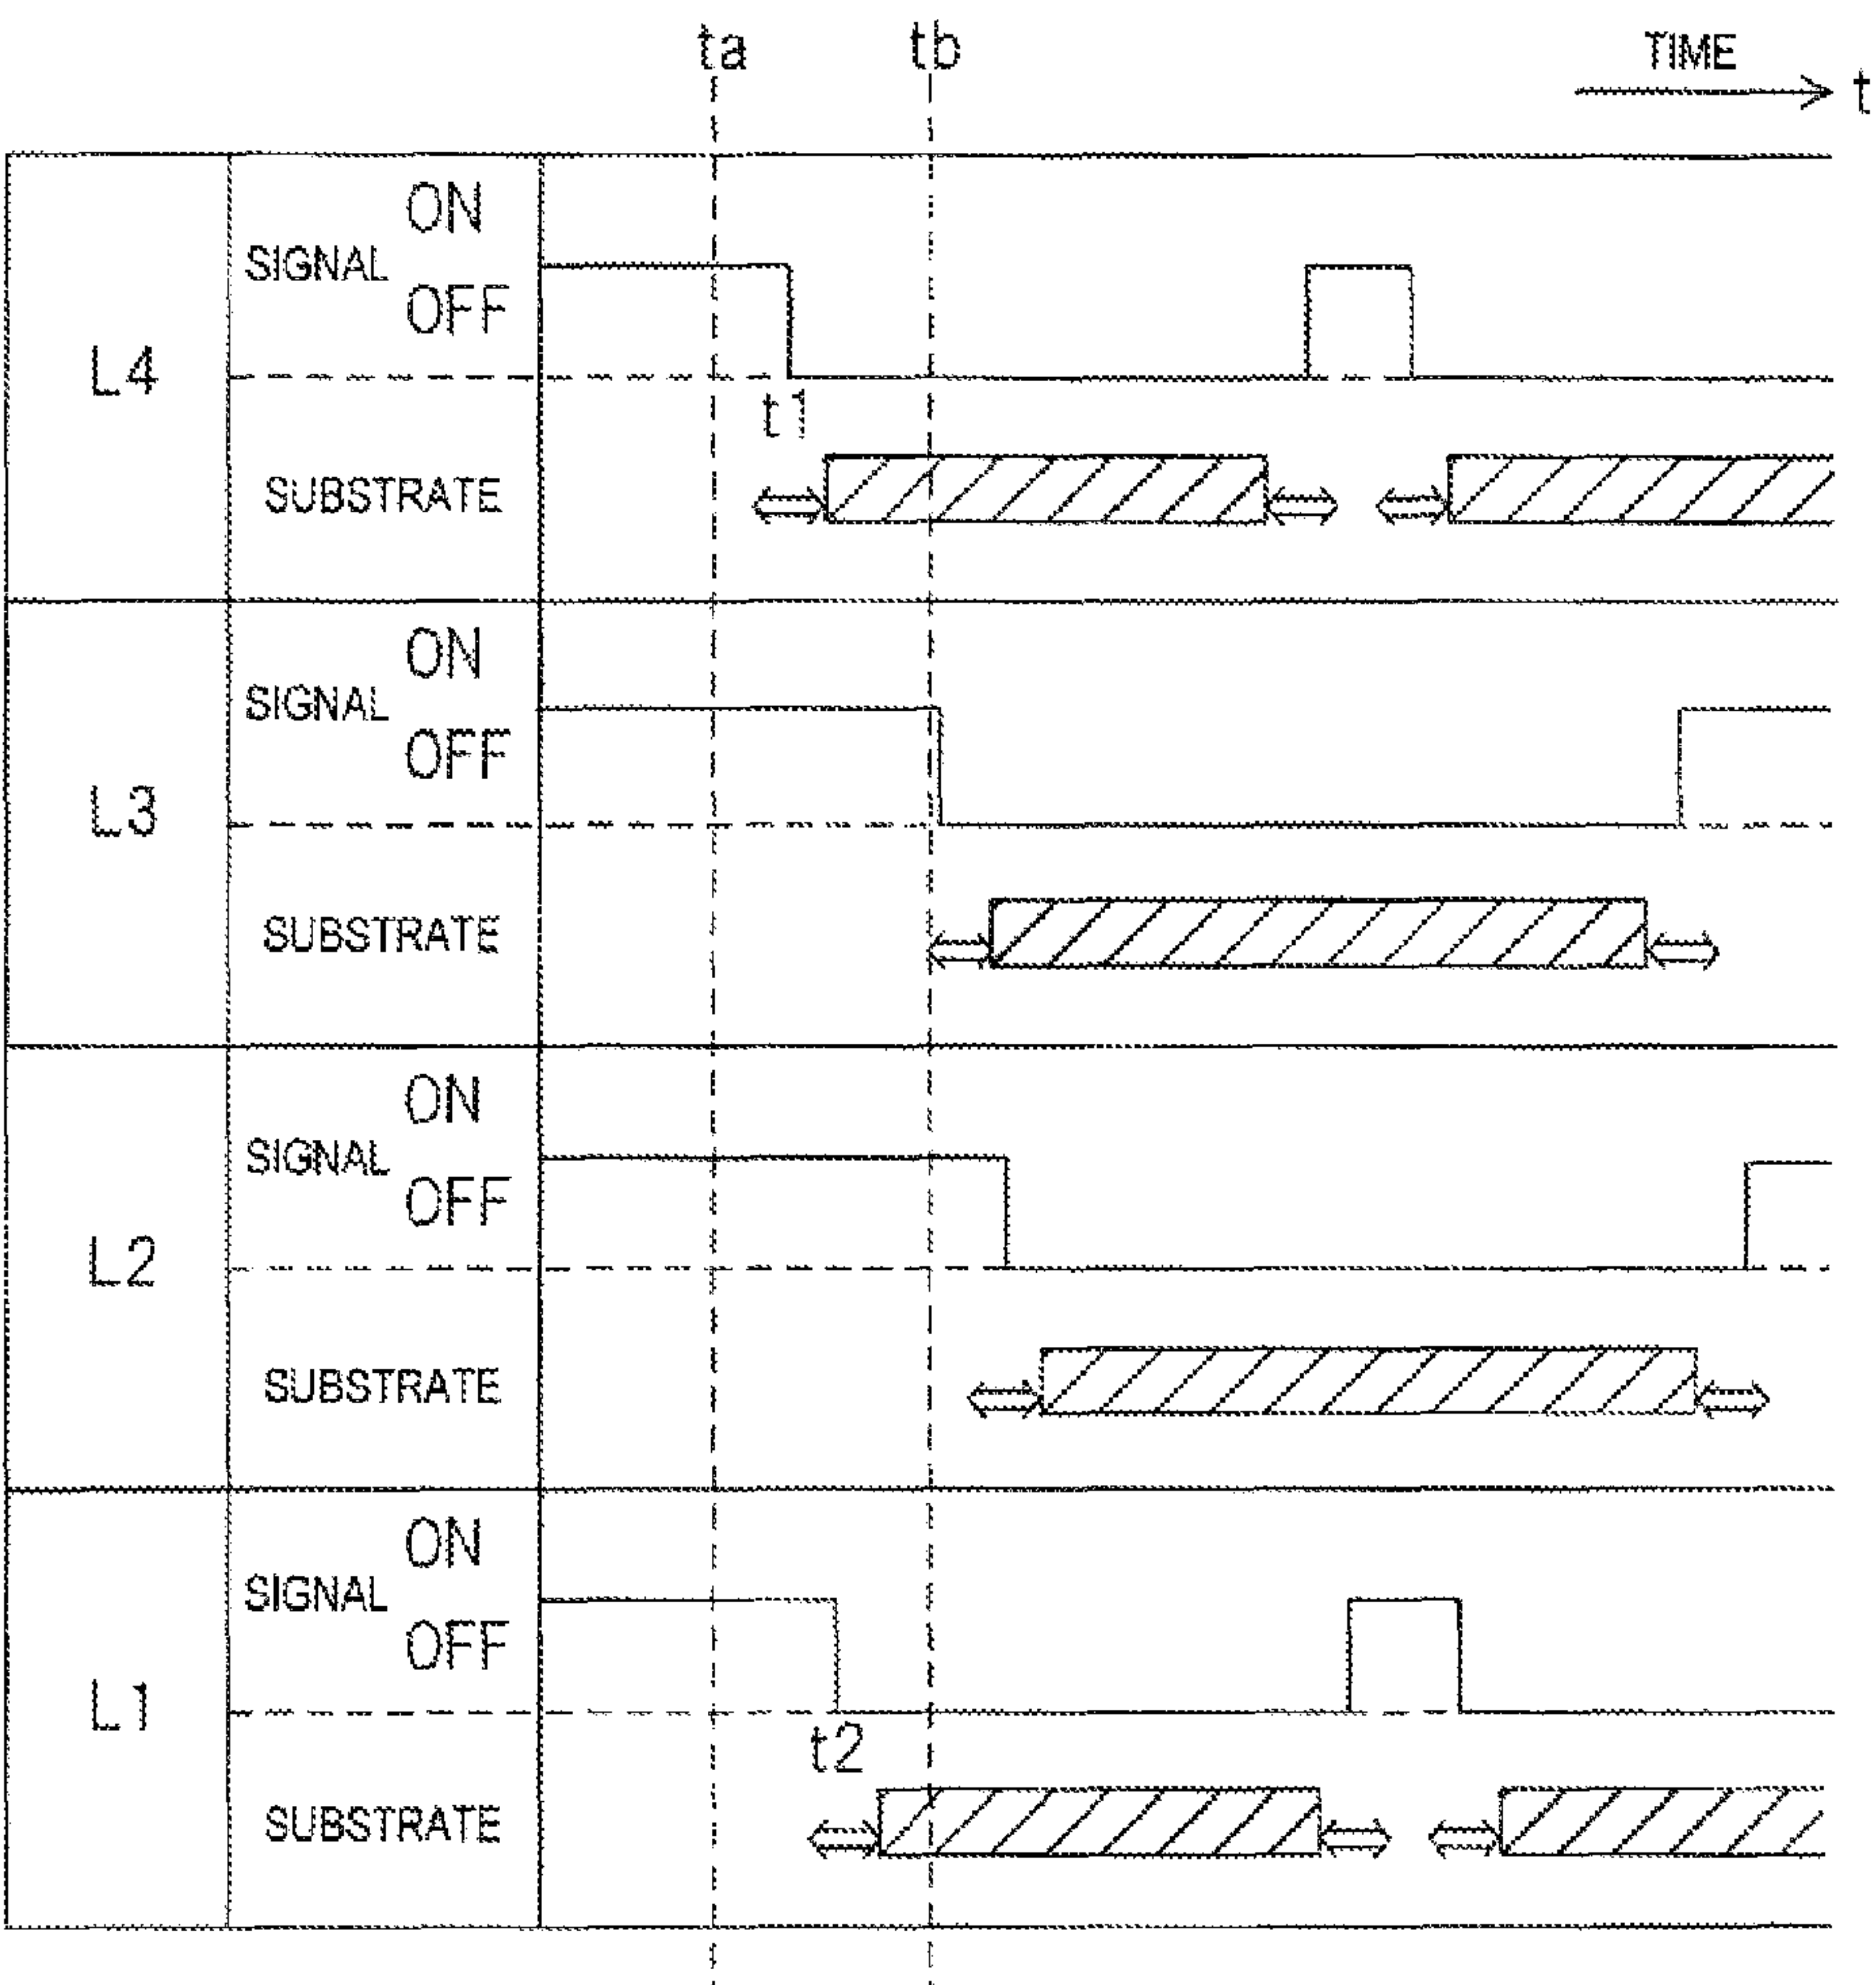 ta
tb
TIME
t
L4
SIGNAL
ON
OFF
t1
SUBSTRATE
L3
SIGNAL
ON
OFF
SUBSTRATE
L2
SIGNAL
ON
OFF
SUBSTRATE
L1
SIGNAL
ON
OFF
t2
SUBSTRATE